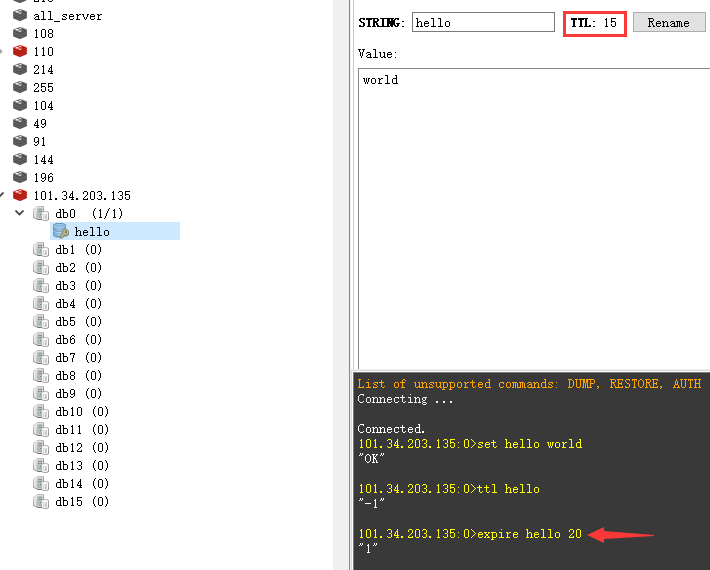 all_server
108
110
214
255
104
49
91
144
196
101.34.203.135
db0 (1/1)
hello
db1 (0)
db2 (0)
db3 (0)
db4 (0)
db5 (0)
db6 (0)
db7 (0)
db8 (0)
db9 (0)
db10 (0)
db11 (0)
db12 (0)
db13 (0)
db14 (0)
db15 (0)
STRING: hello TTL: 15 Rename
Value:
world
List of unsupported commands: DUMP, RESTORE, AUTH
Connecting ...
Connected.
101.34.203.135:0>set hello world
"OK"
101.34.203.135:0>ttl hello
"-1"
101.34.203.135:0>expire hello 20
"1"